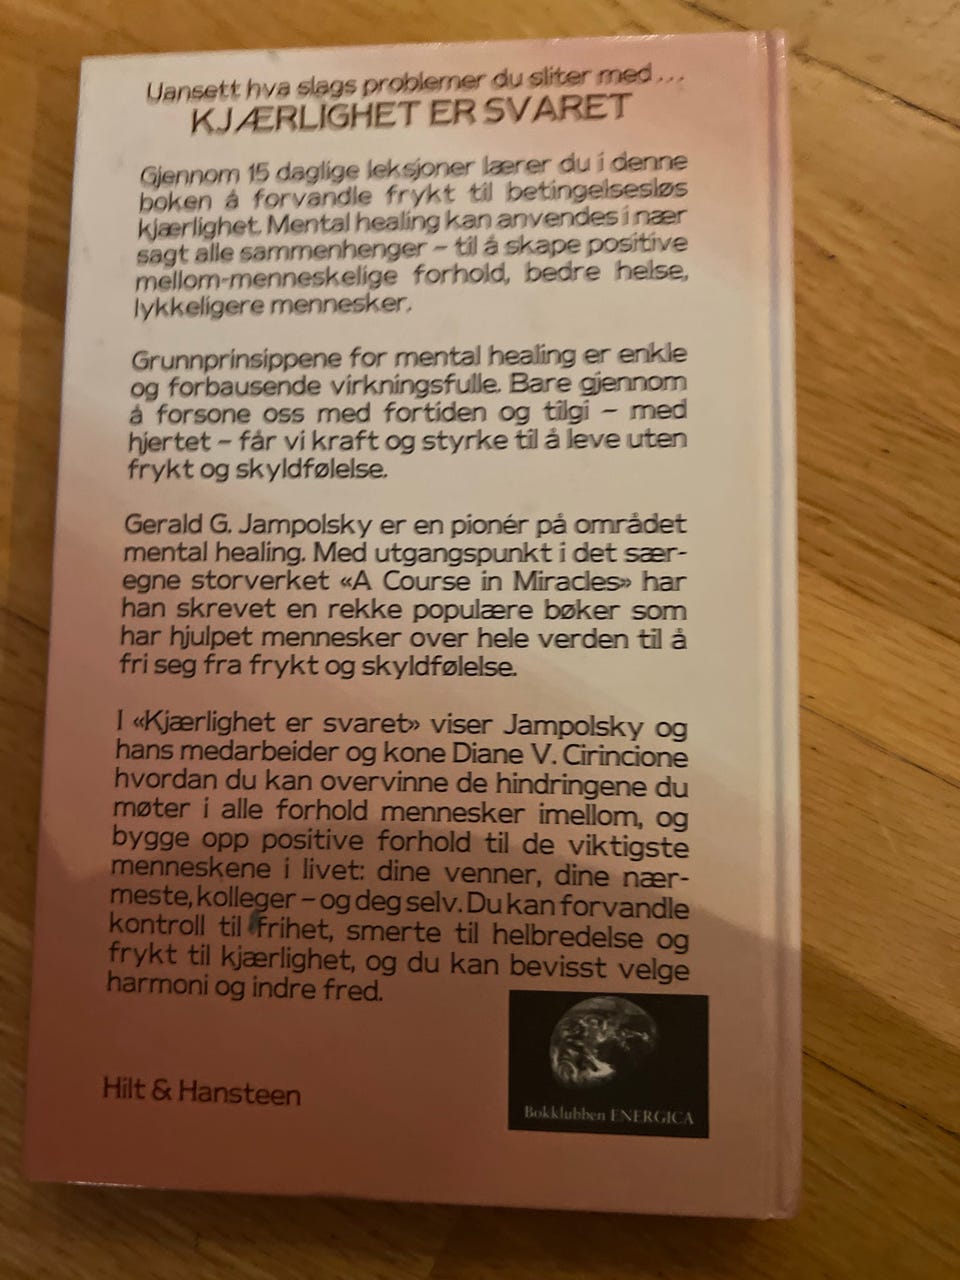 Uansett hva slags problemer du sliter med...
KJÆRLIGHET ER SVARET
Gjennom 15 daglige leksjoner lærer du i denne
boken å forvandle frykt til betingelsesløs
kjærlighet. Mental healing kan anvendes i nær
sagt alle sammenhenger – til å skape positive
mellom-menneskelige forhold, bedre helse,
lykkeligere mennesker.
Grunnprinsippene for mental healing er enkle
og forbausende virkningsfulle. Bare gjennom
å forsone oss med fortiden og tilgi – med
hjertet – får vi kraft og styrke til å leve uten
frykt og skyldfølelse.
Gerald G. Jampolsky er en pionér på området
mental healing. Med utgangspunkt i det sær-
egne storverket «A Course in Miracles» har
han skrevet en rekke populære bøker som
har hjulpet mennesker over hele verden til å
fri seg fra frykt og skyldfølelse.
I «Kjærlighet er svaret» viser Jampolsky og
hans medarbeider og kone Diane V. Cirincione
hvordan du kan overvinne de hindringene du
møter i alle forhold mennesker imellom, og
bygge opp positive forhold til de viktigste
menneskene i livet: dine venner, dine nær-
meste, kolleger – og deg selv. Du kan forvandle
kontroll til frihet, smerte til helbredelse og
frykt til kjærlighet, og du kan bevisst velge
harmoni og indre fred.
Hilt & Hansteen
Bokklubben ENERGICA